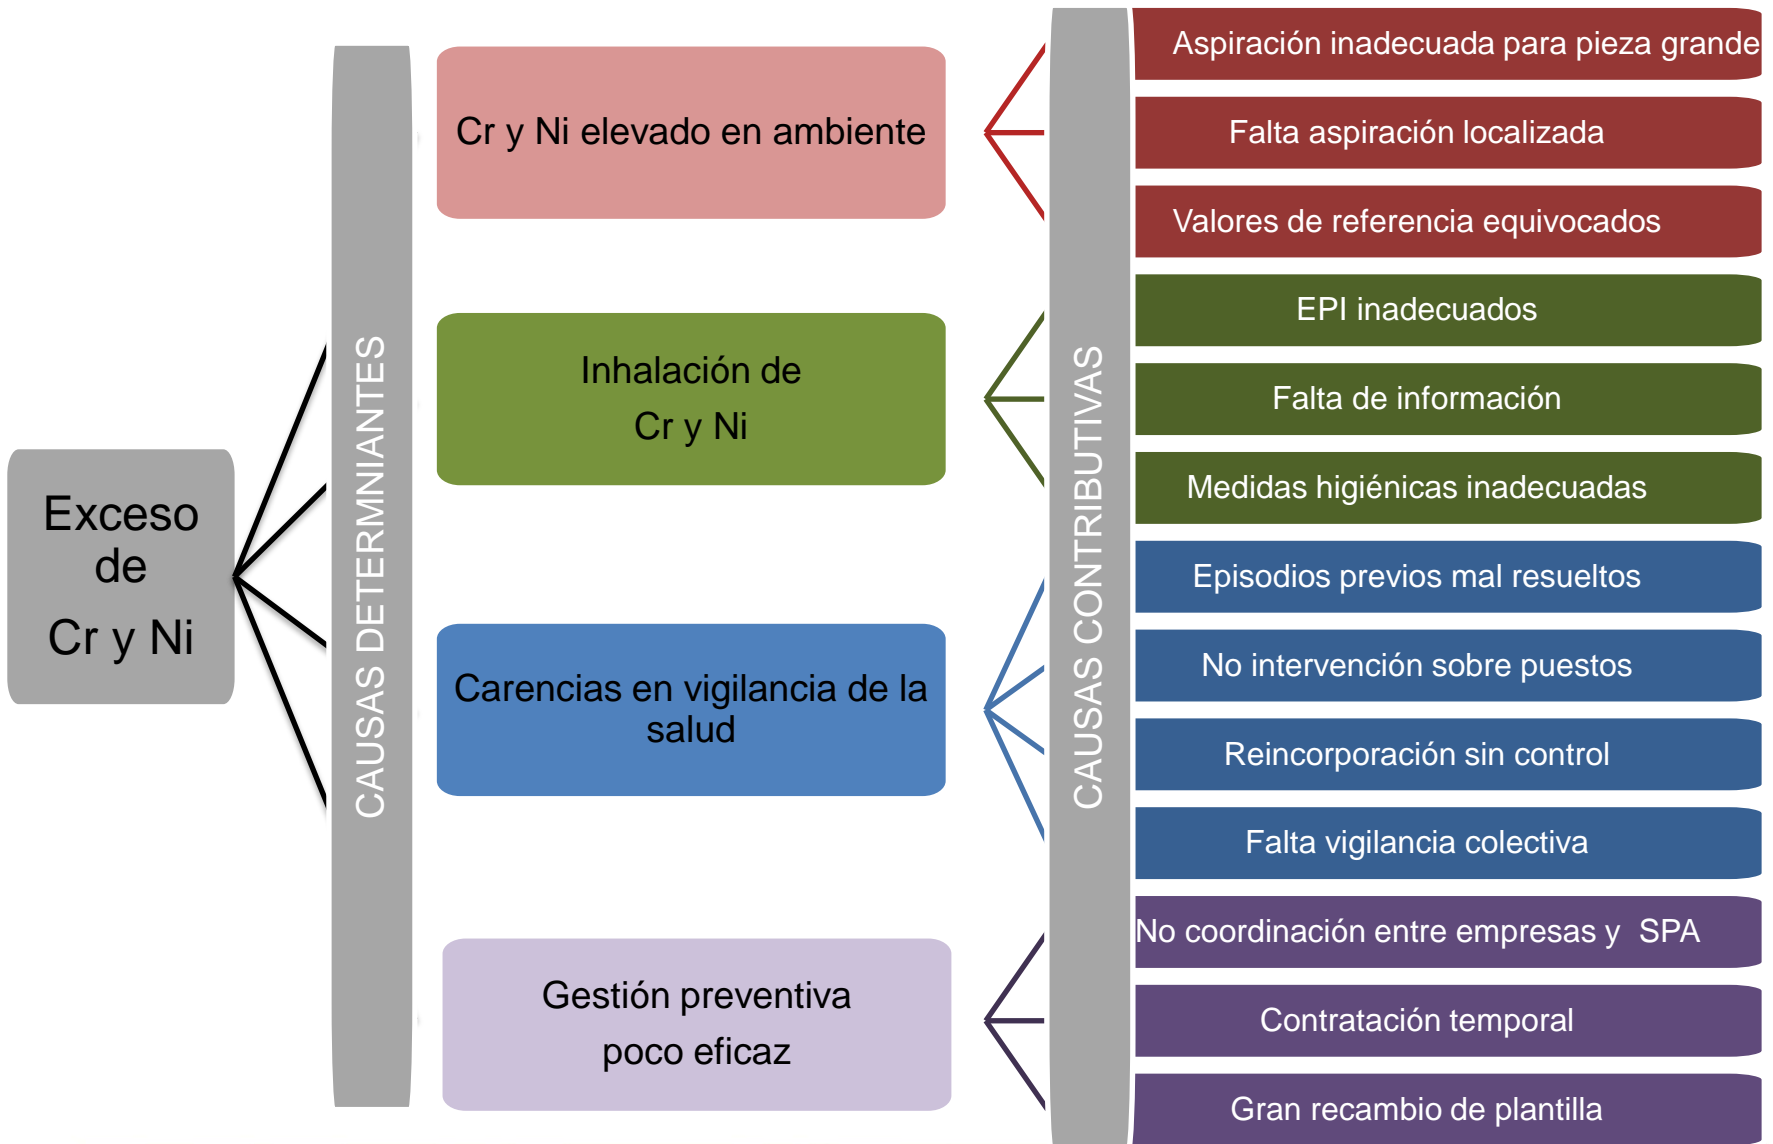 Exceso
de
Cr y Ni
CAUSAS DETERMNIANTES
Cr y Ni elevado en ambiente
Inhalación de
Cr y Ni
Carencias en vigilancia de la
salud
Gestión preventiva
poco eficaz
CAUSAS CONTRIBUTIVAS
Aspiración inadecuada para pieza grande
Falta aspiración localizada
Valores de referencia equivocados
EPI inadecuados
Falta de información
Medidas higiénicas inadecuadas
Episodios previos mal resueltos
No intervención sobre puestos
Reincorporación sin control
Falta vigilancia colectiva
No coordinación entre empresas y SPA
Contratación temporal
Gran recambio de plantilla